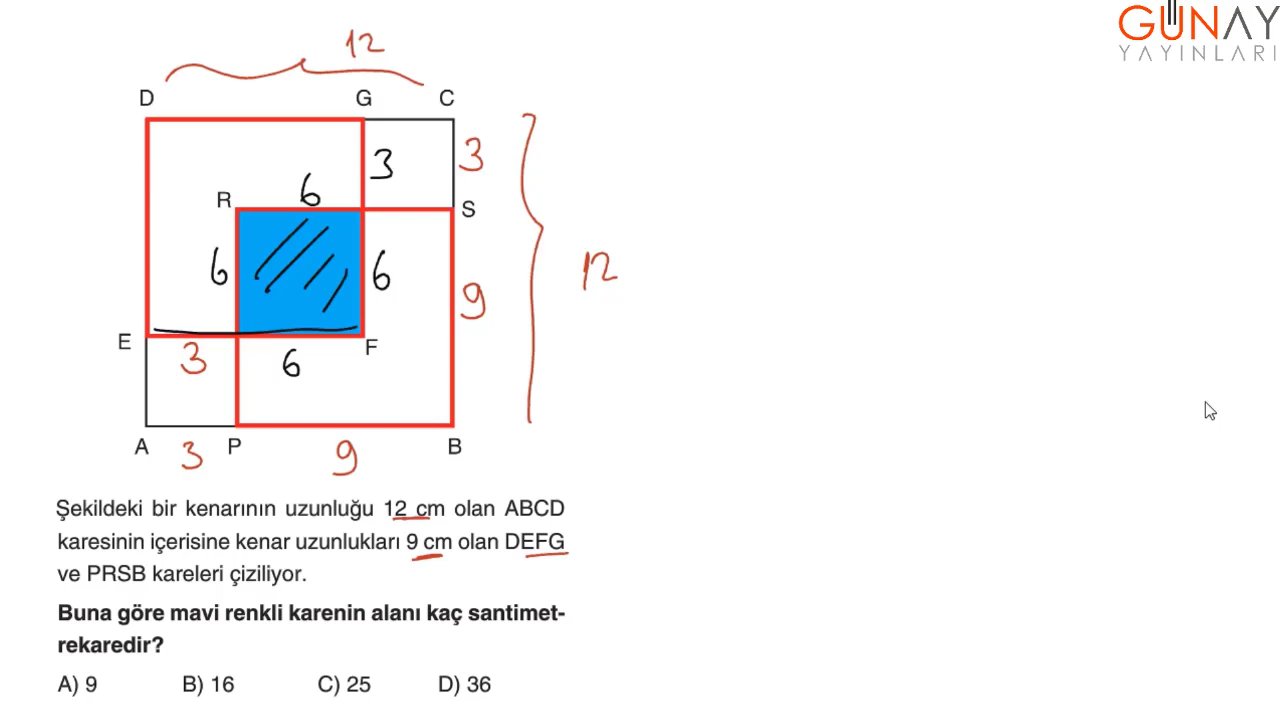 GÜNAY
YAYINLARI
12
D G C
3 3
6
R S
6 6 12
9
E F
3 6
A P B
3 9
Şekildeki bir kenarının uzunluğu 12 cm olan ABCD
karesinin içerisine kenar uzunlukları 9 cm olan DEFG
ve PRSB kareleri çiziliyor.
Buna göre mavi renkli karenin alanı kaç santimet-
rekaredir?
A) 9 B) 16 C) 25 D) 36